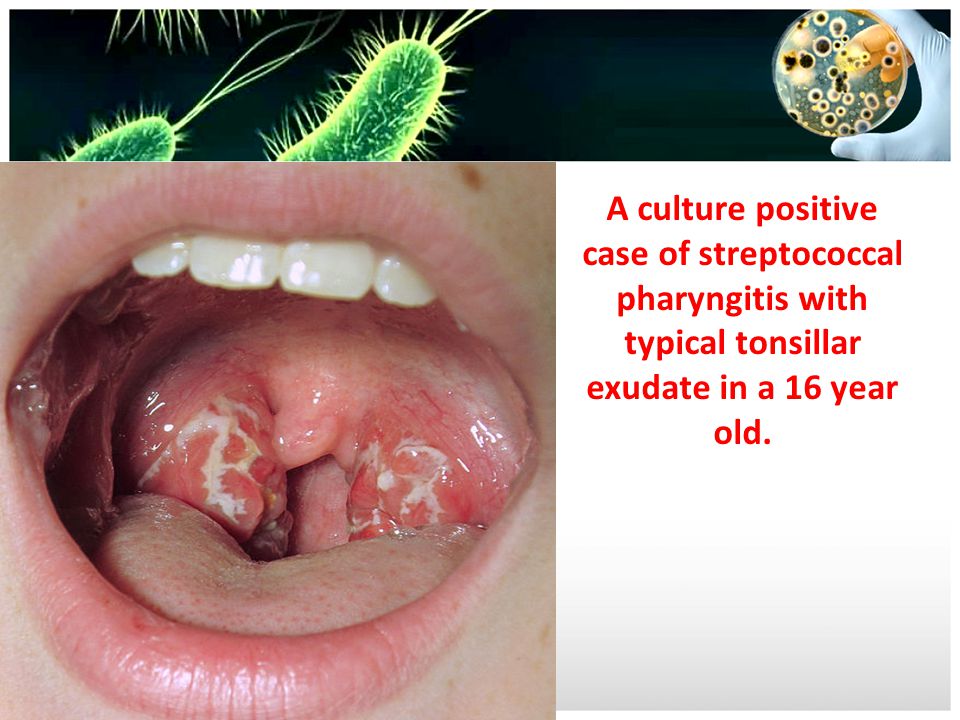 A culture positive
case of streptococcal
pharyngitis with
typical tonsillar
exudate in a 16 year
old.